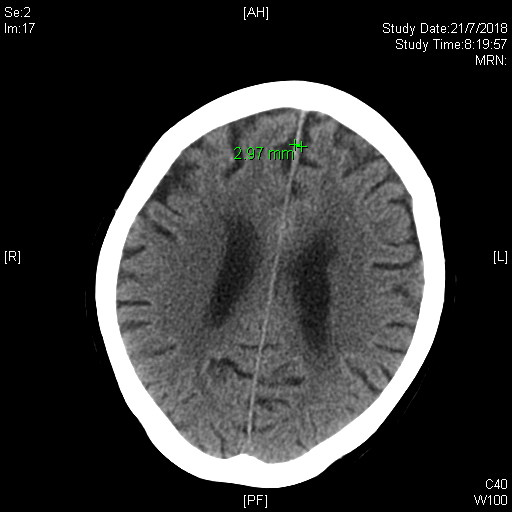 Se:2
Im:17
[AH]
Study Date:21/7/2018
Study Time:8:19:57
MRN:
2.97 mm
[R]
[L]
[PF]
C40
W100